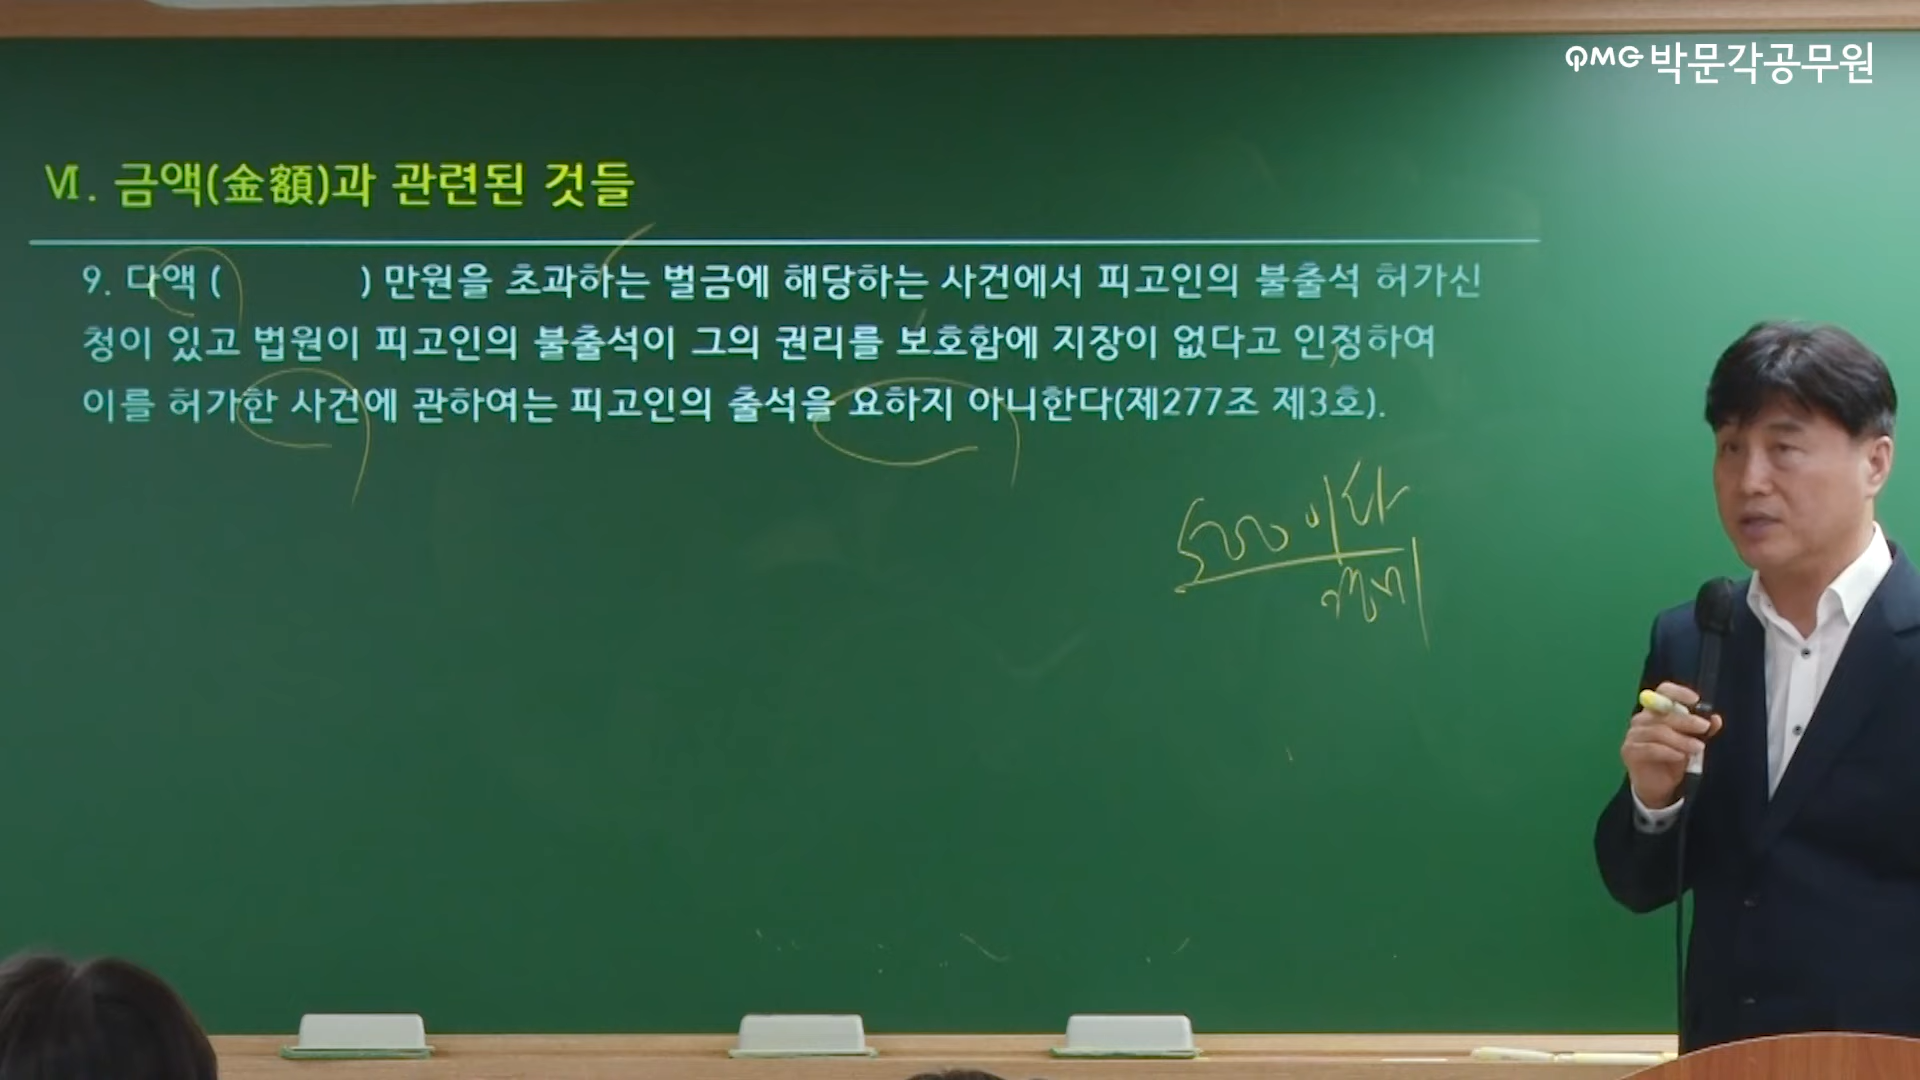 PMG박문각공무원
Ⅵ. 금액(金額)과 관련된 것들
9. 다액 ( ) 만원을 초과하는 벌금에 해당하는 사건에서 피고인의 불출석 허가신
청이 있고 법원이 피고인의 불출석이 그의 권리를 보호함에 지장이 없다고 인정하여
이를 허가한 사건에 관하여는 피고인의 출석을 요하지 아니한다(제277조 제3호).
500 이하